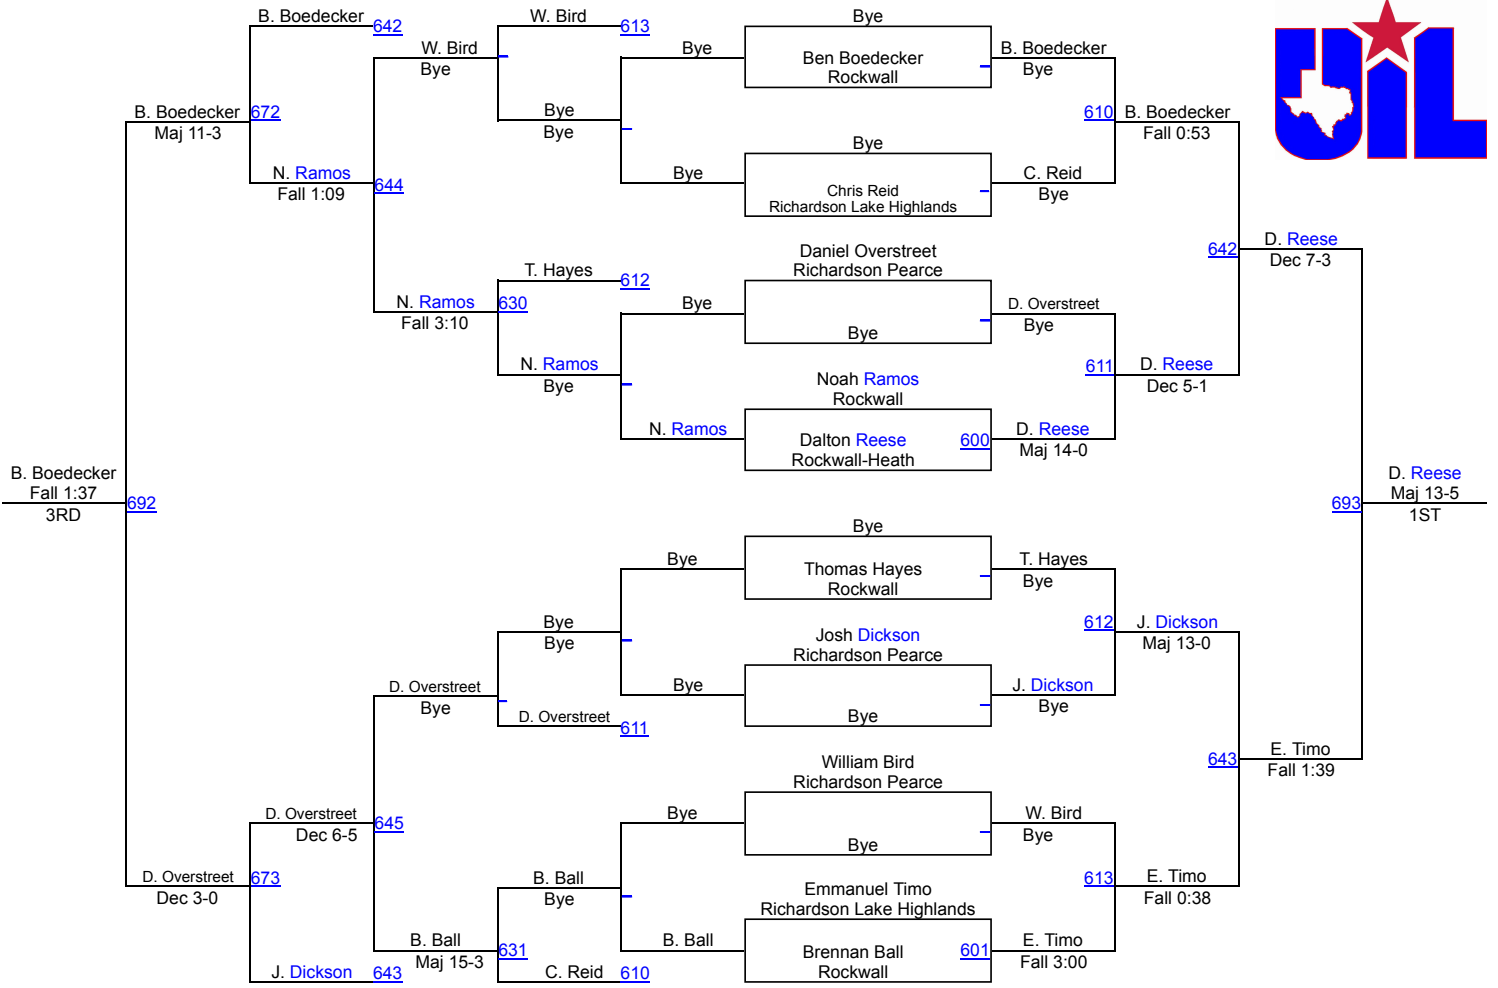 B. Boedecker
642
W. Bird
613
Bye
W. Bird
Bye
Bye
Ben Boedecker
Rockwall
B. Boedecker
Bye
UIL
B. Boedecker
Maj 11-3
672
Bye
Bye
610
B. Boedecker
Fall 0:53
Bye
N. Ramos
Fall 1:09
644
Bye
Chris Reid
Richardson Lake Highlands
C. Reid
Bye
Daniel Overstreet
Richardson Pearce
642
D. Reese
Dec 7-3
T. Hayes
612
N. Ramos
Fall 3:10
630
Bye
Bye
D. Overstreet
Bye
N. Ramos
Bye
Noah Ramos
Rockwall
611
D. Reese
Dec 5-1
N. Ramos
Dalton Reese
Rockwall-Heath
600
D. Reese
Maj 14-0
B. Boedecker
Fall 1:37
3RD
692
693
D. Reese
Maj 13-5
1ST
Bye
Bye
Thomas Hayes
Rockwall
T. Hayes
Bye
Bye
Bye
Josh Dickson
Richardson Pearce
612
J. Dickson
Maj 13-0
D. Overstreet
Bye
Bye
Bye
J. Dickson
Bye
D. Overstreet
611
William Bird
Richardson Pearce
643
E. Timo
Fall 1:39
D. Overstreet
Dec 6-5
645
Bye
Bye
W. Bird
Bye
D. Overstreet
Dec 3-0
673
B. Ball
Bye
Emmanuel Timo
Richardson Lake Highlands
613
E. Timo
Fall 0:38
B. Ball
Maj 15-3
631
B. Ball
Brennan Ball
Rockwall
601
E. Timo
Fall 3:00
J. Dickson
643
C. Reid
610